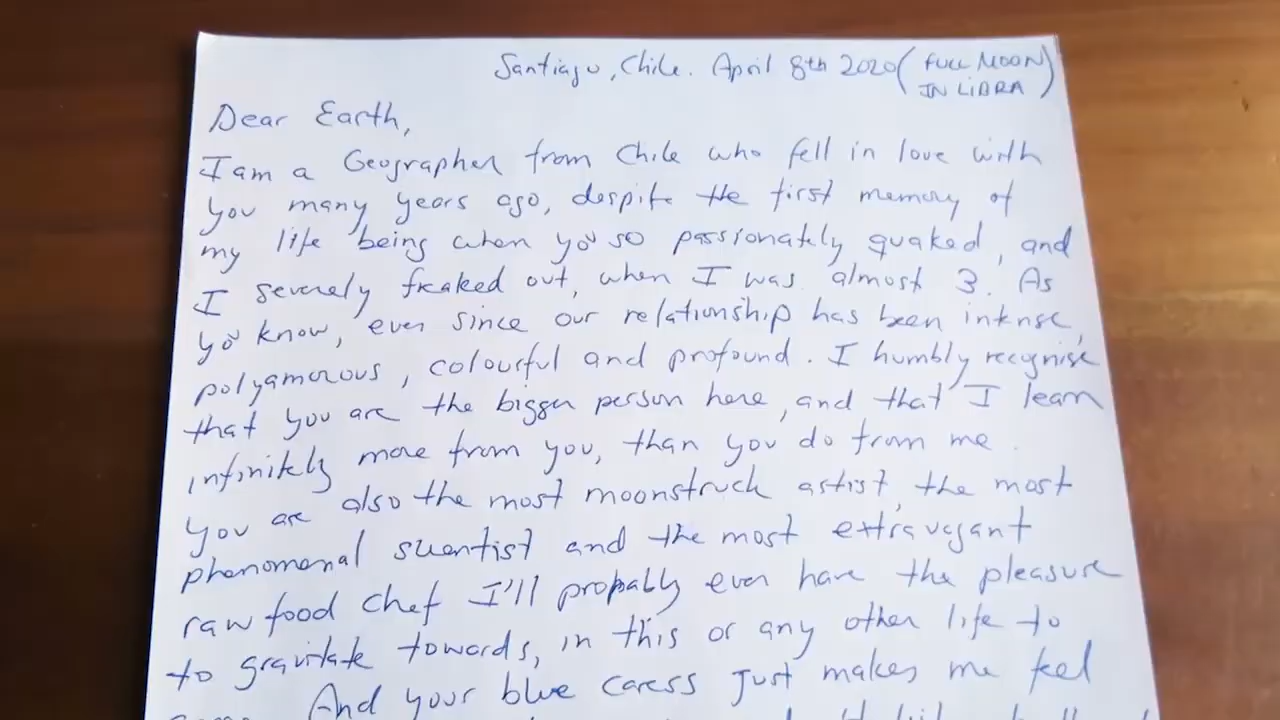 Santiago, Chile. April 8th 2020 (FULL MOON
IN LIBRA)
Dear Earth,
I am a Geographer from Chile who fell in love with
you many years ago, despite the first memory of
my life being when you so passionately quaked, and
I severely freaked out, when I was almost 3. As
you know, ever since our relationship has been intense,
polyamorous, colourful and profound. I humbly recognise
that you are the bigger person here, and that I learn
infinitely more from you, than you do from me.
you are also the most moonstruck artist, the most
phenomenal scientist and the most extravagant
raw food chef I'll probably ever have the pleasure
to gravitate towards, in this or any other life to
And your blue caress just makes me feel